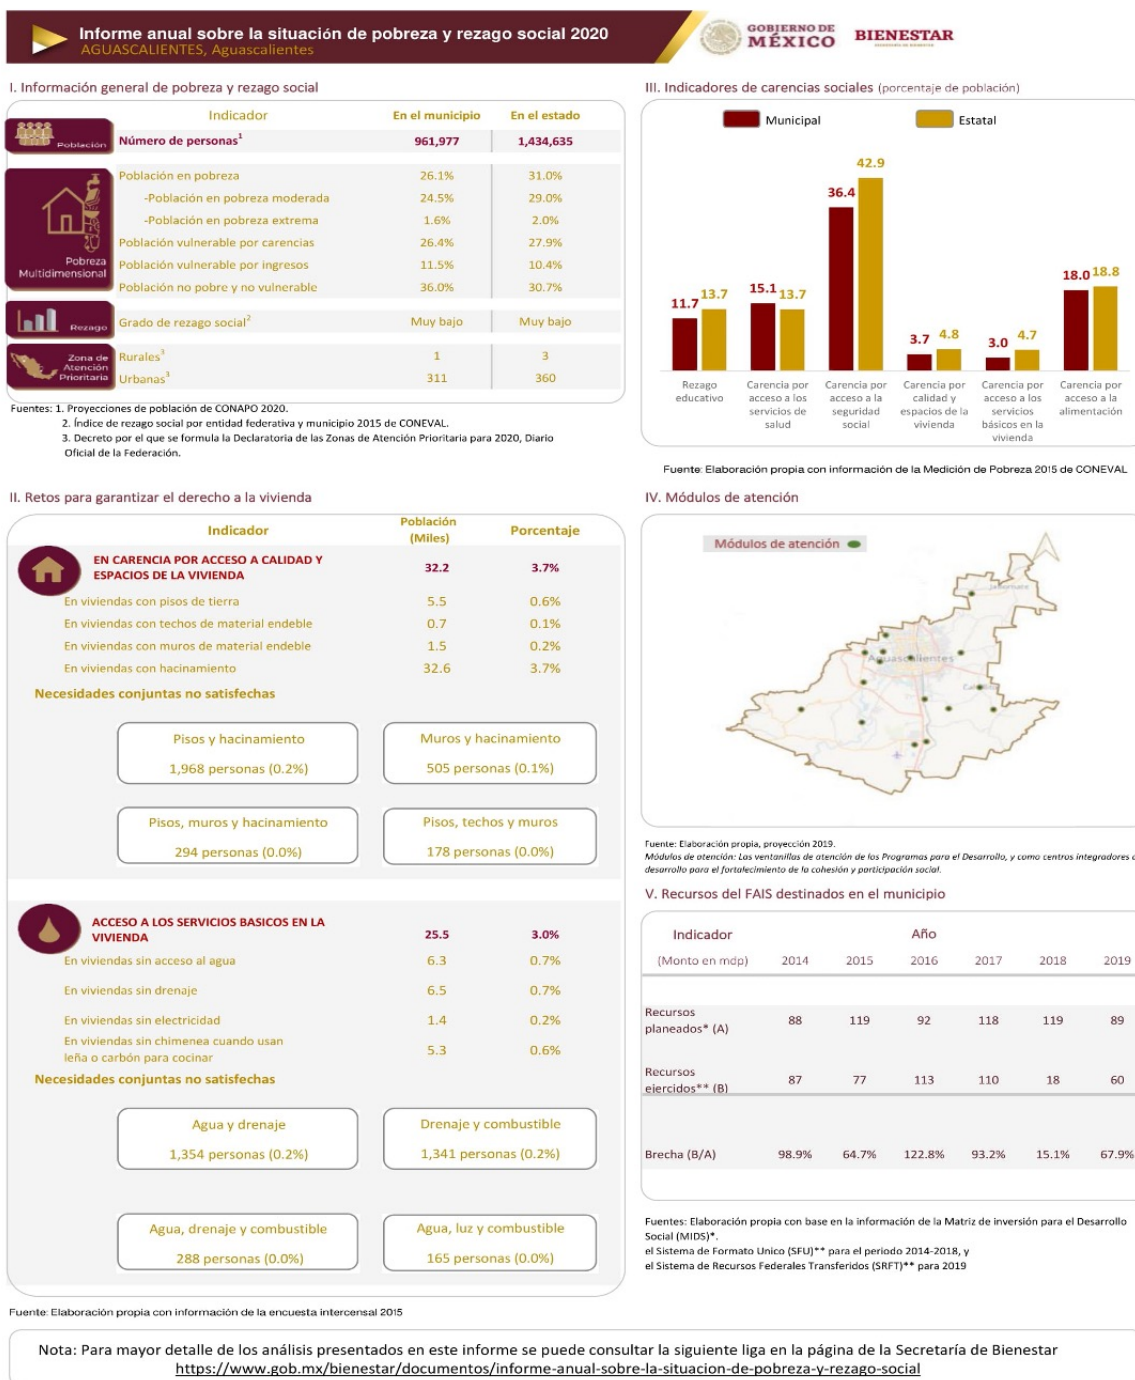 Informe anual sobre la situación de pobreza y rezago social 2020
AGUASCALIENTES, Aguascalientes
GOBIERNO DE
MÉXICO
BIENESTAR
I. Información general de pobreza y rezago social
Indicador En el municipio En el estado
Población
Número de personas1 961,977 1,434,635
Pobreza
Multidimensional
Población en pobreza 26.1% 31.0%
-Población en pobreza moderada 24.5% 29.0%
-Población en pobreza extrema 1.6% 2.0%
Población vulnerable por carencias 26.4% 27.9%
Población vulnerable por ingresos 11.5% 10.4%
Población no pobre y no vulnerable 36.0% 30.7%
Rezago
Grado de rezago social2 Muy bajo Muy bajo
Zona de
Atención
Prioritaria
Rurales3 1 3
Urbanas3 311 360
Fuentes: 1. Proyecciones de población de CONAPO 2020.
2. Índice de rezago social por entidad federativa y municipio 2015 de CONEVAL.
3. Decreto por el que se formula la Declaratoria de las Zonas de Atención Prioritaria para 2020, Diario
Oficial de la Federación.
III. Indicadores de carencias sociales (porcentaje de población)
Municipal Estatal
11.7 13.7 15.1 13.7 36.4 42.9 3.7 4.8 3.0 4.7 18.0 18.8
Rezago
educativo
Carencia por
acceso a los
servicios de
salud
Carencia por
acceso a la
seguridad
social
Carencia por
calidad y
espacios de la
vivienda
Carencia por
acceso a los
servicios
básicos en la
vivienda
Carencia por
acceso a la
alimentación
Fuente: Elaboración propia con información de la Medición de Pobreza 2015 de CONEVAL
II. Retos para garantizar el derecho a la vivienda
Indicador Población
(Miles) Porcentaje
EN CARENCIA POR ACCESO A CALIDAD Y
ESPACIOS DE LA VIVIENDA 32.2 3.7%
En viviendas con pisos de tierra 5.5 0.6%
En viviendas con techos de material endeble 0.7 0.1%
En viviendas con muros de material endeble 1.5 0.2%
En viviendas con hacinamiento 32.6 3.7%
Necesidades conjuntas no satisfechas
Pisos y hacinamiento
1,968 personas (0.2%)
Muros y hacinamiento
505 personas (0.1%)
Pisos, muros y hacinamiento
294 personas (0.0%)
Pisos, techos y muros
178 personas (0.0%)
ACCESO A LOS SERVICIOS BASICOS EN LA
VIVIENDA 25.5 3.0%
En viviendas sin acceso al agua 6.3 0.7%
En viviendas sin drenaje 6.5 0.7%
En viviendas sin electricidad 1.4 0.2%
En viviendas sin chimenea cuando usan
leña o carbón para cocinar 5.3 0.6%
Necesidades conjuntas no satisfechas
Agua y drenaje
1,354 personas (0.2%)
Drenaje y combustible
1,341 personas (0.2%)
Agua, drenaje y combustible
288 personas (0.0%)
Agua, luz y combustible
165 personas (0.0%)
Fuente: Elaboración propia con información de la encuesta intercensal 2015
IV. Módulos de atención
Módulos de atención
Aguascalientes
Fuente: Elaboración propia, proyección 2019.
Módulos de atención: Las ventanillas de atención de los Programas para el Desarrollo, y como centros integradores
desarrollo para el fortalecimiento de la cohesión y participación social.
V. Recursos del FAIS destinados en el municipio
Indicador Año
(Monto en mdp) 2014 2015 2016 2017 2018 2019
Recursos
planeados* (A) 88 119 92 118 119 89
Recursos
ejercidos** (B) 87 77 113 110 18 60
Brecha (B/A) 98.9% 64.7% 122.8% 93.2% 15.1% 67.9%
Fuentes: Elaboración propia con base en la información de la Matriz de inversión para el Desarrollo
Social (MIDS)*.
el Sistema de Formato Unico (SFU)** para el periodo 2014-2018, y
el Sistema de Recursos Federales Transferidos (SRFT)** para 2019
Nota: Para mayor detalle de los análisis presentados en este informe se puede consultar la siguiente liga en la página de la Secretaría de Bienestar
https://www.gob.mx/bienestar/documentos/informe-anual-sobre-la-situacion-de-pobreza-y-rezago-social